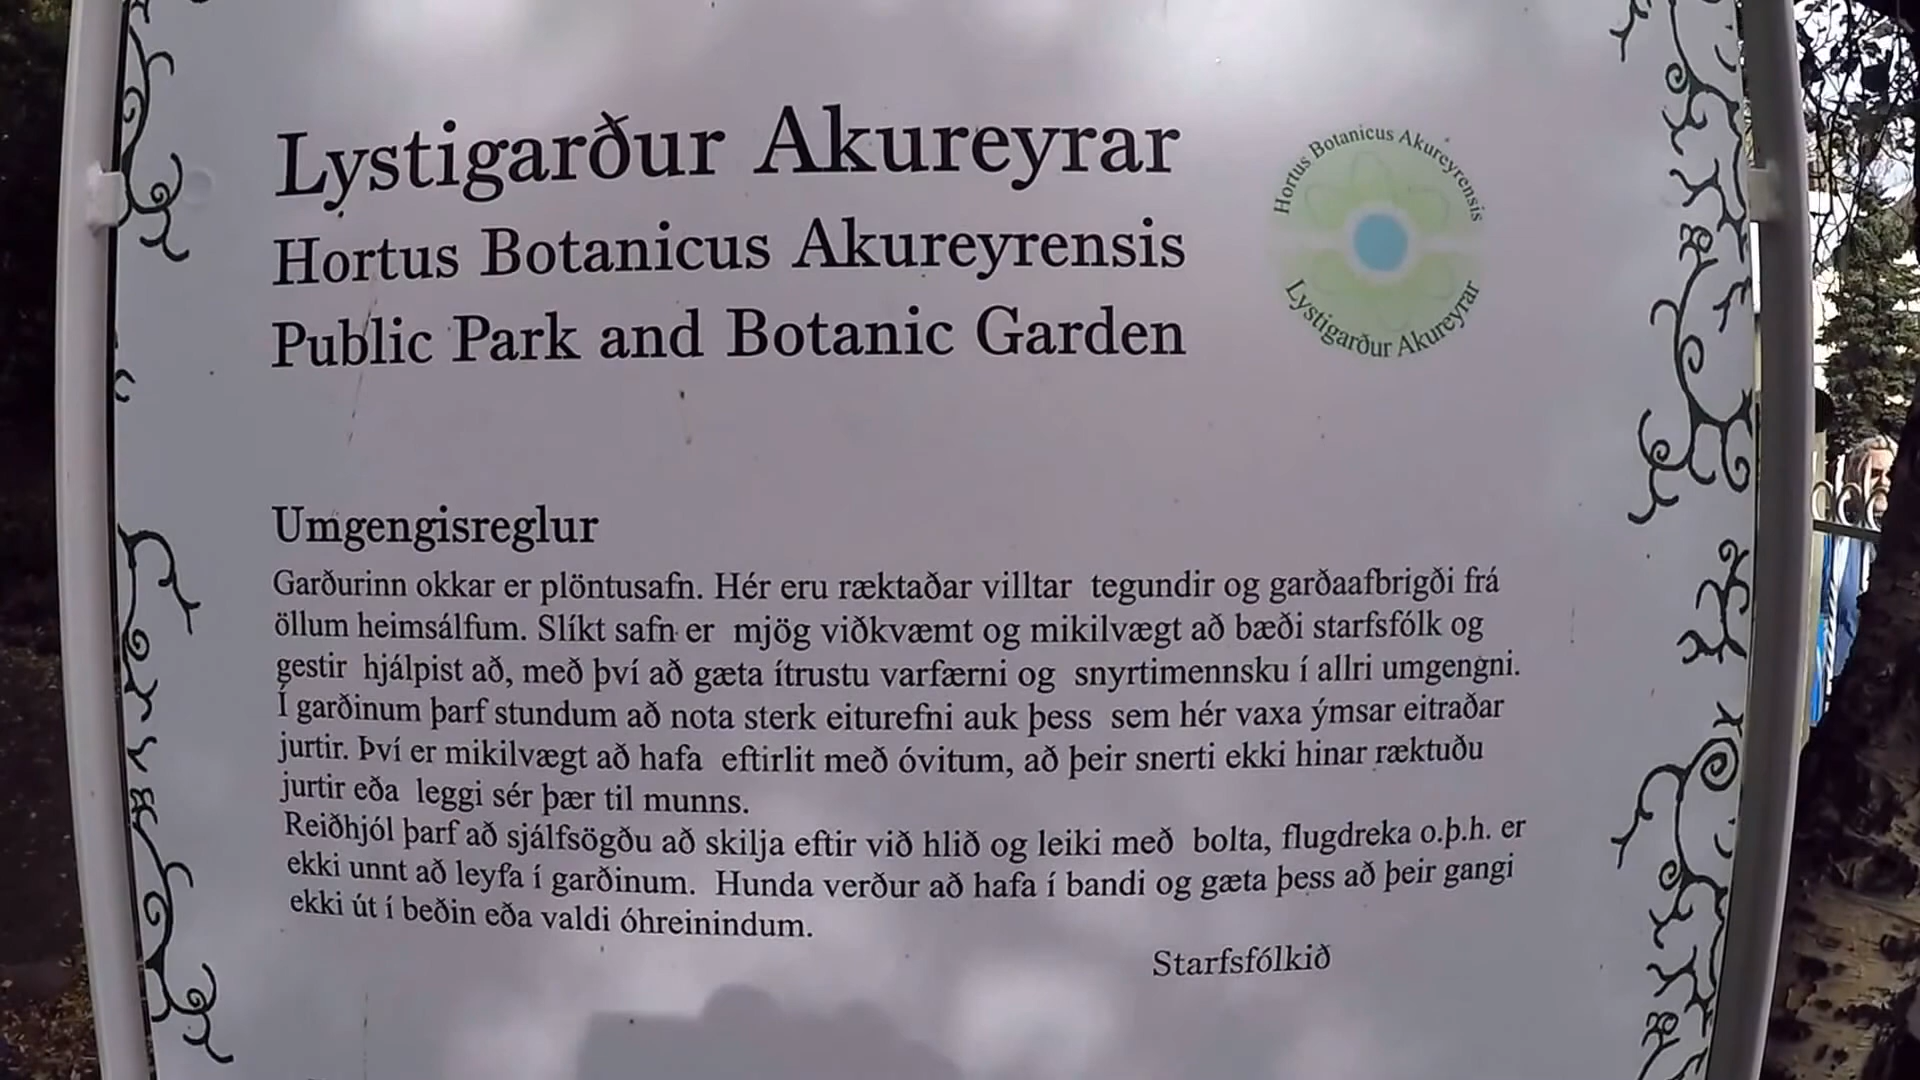 Lystigarður Akureyrar
Hortus Botanicus Akureyrensis
Public Park and Botanic Garden
Hortus Botanicus Akureyrensis
Lystigarður Akureyrar
Umgengisreglur
Garðurinn okkar er plöntusafn. Hér eru ræktaðar villtar tegundir og garðaafbrigði frá
öllum heimsálfum. Slíkt safn er mjög viðkvæmt og mikilvægt að bæði starfsfólk og
gestir hjálpist að, með því að gæta ítrustu varfærni og snyrtimennsku í allri umgengni.
Í garðinum þarf stundum að nota sterk eiturefni auk þess sem hér vaxa ýmsar eitraðar
jurtir. Því er mikilvægt að hafa eftirlit með óvitum, að þeir snerti ekki hinar ræktuðu
jurtir eða leggi sér þær til munns.
Reiðhjól þarf að sjálfsögðu að skilja eftir við hlið og leiki með bolta, flugdreka o.þ.h. er
ekki unnt að leyfa í garðinum. Hunda verður að hafa í bandi og gæta þess að þeir gangi
ekki út í beðin eða valdi óhreinindum.
Starfsfólkið